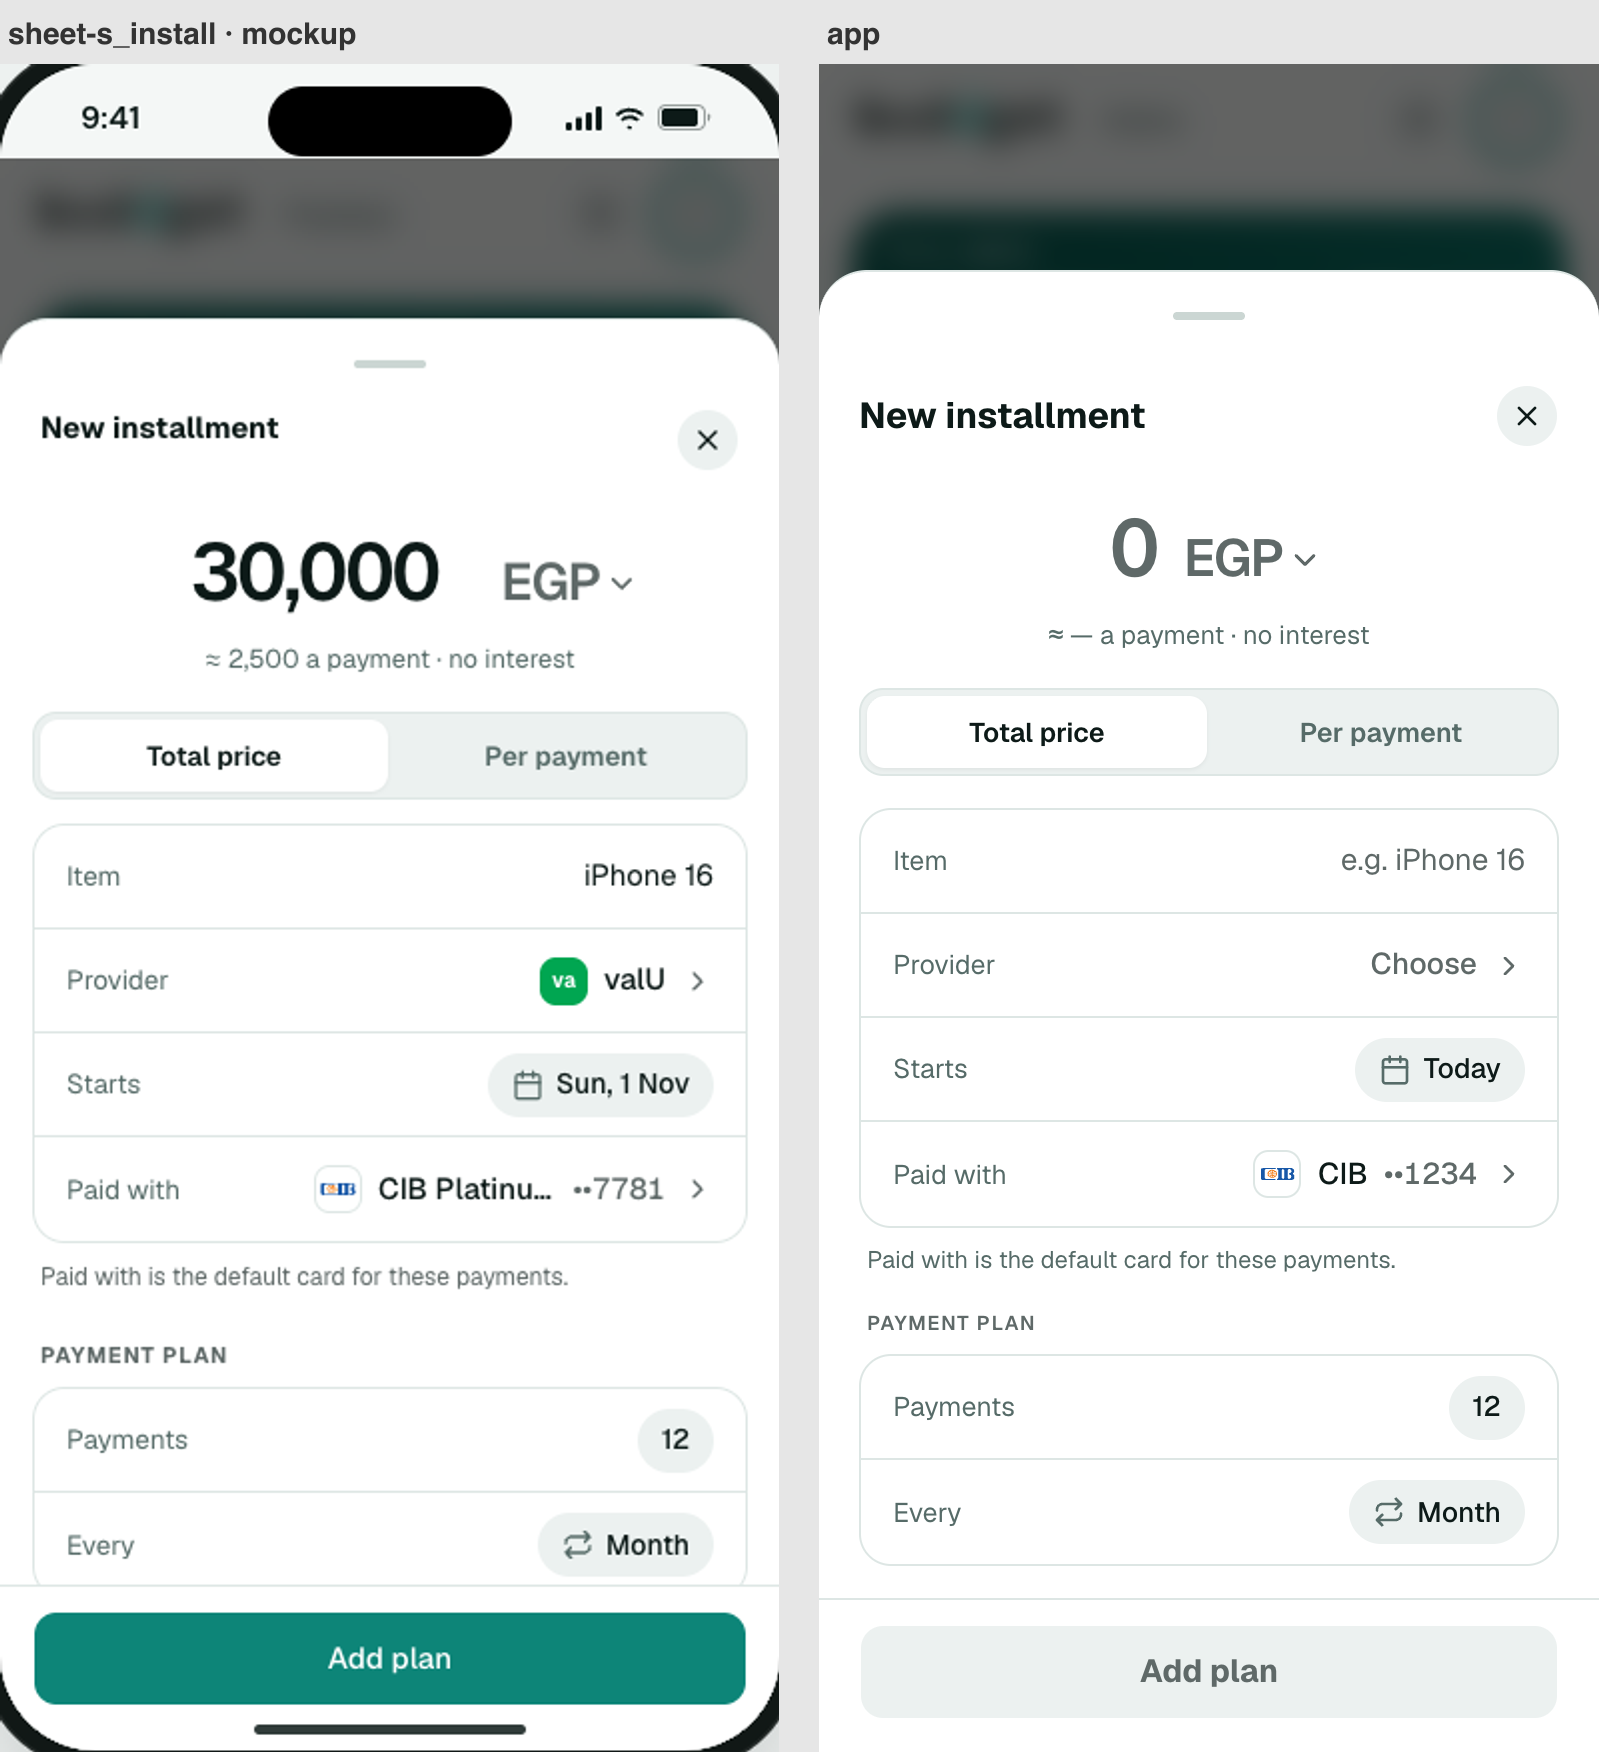 sheet-s_install · mockup
9:41
New installment
30,000 EGP
≈ 2,500 a payment · no interest
Total price Per payment
Item iPhone 16
Provider va valU
Starts Sun, 1 Nov
Paid with CIB CIB Platinu... ••7781
Paid with is the default card for these payments.
PAYMENT PLAN
Payments 12
Every Month
Add plan
app
New installment
0 EGP
≈ — a payment · no interest
Total price Per payment
Item e.g. iPhone 16
Provider Choose
Starts Today
Paid with CIB CIB ••1234
Paid with is the default card for these payments.
PAYMENT PLAN
Payments 12
Every Month
Add plan